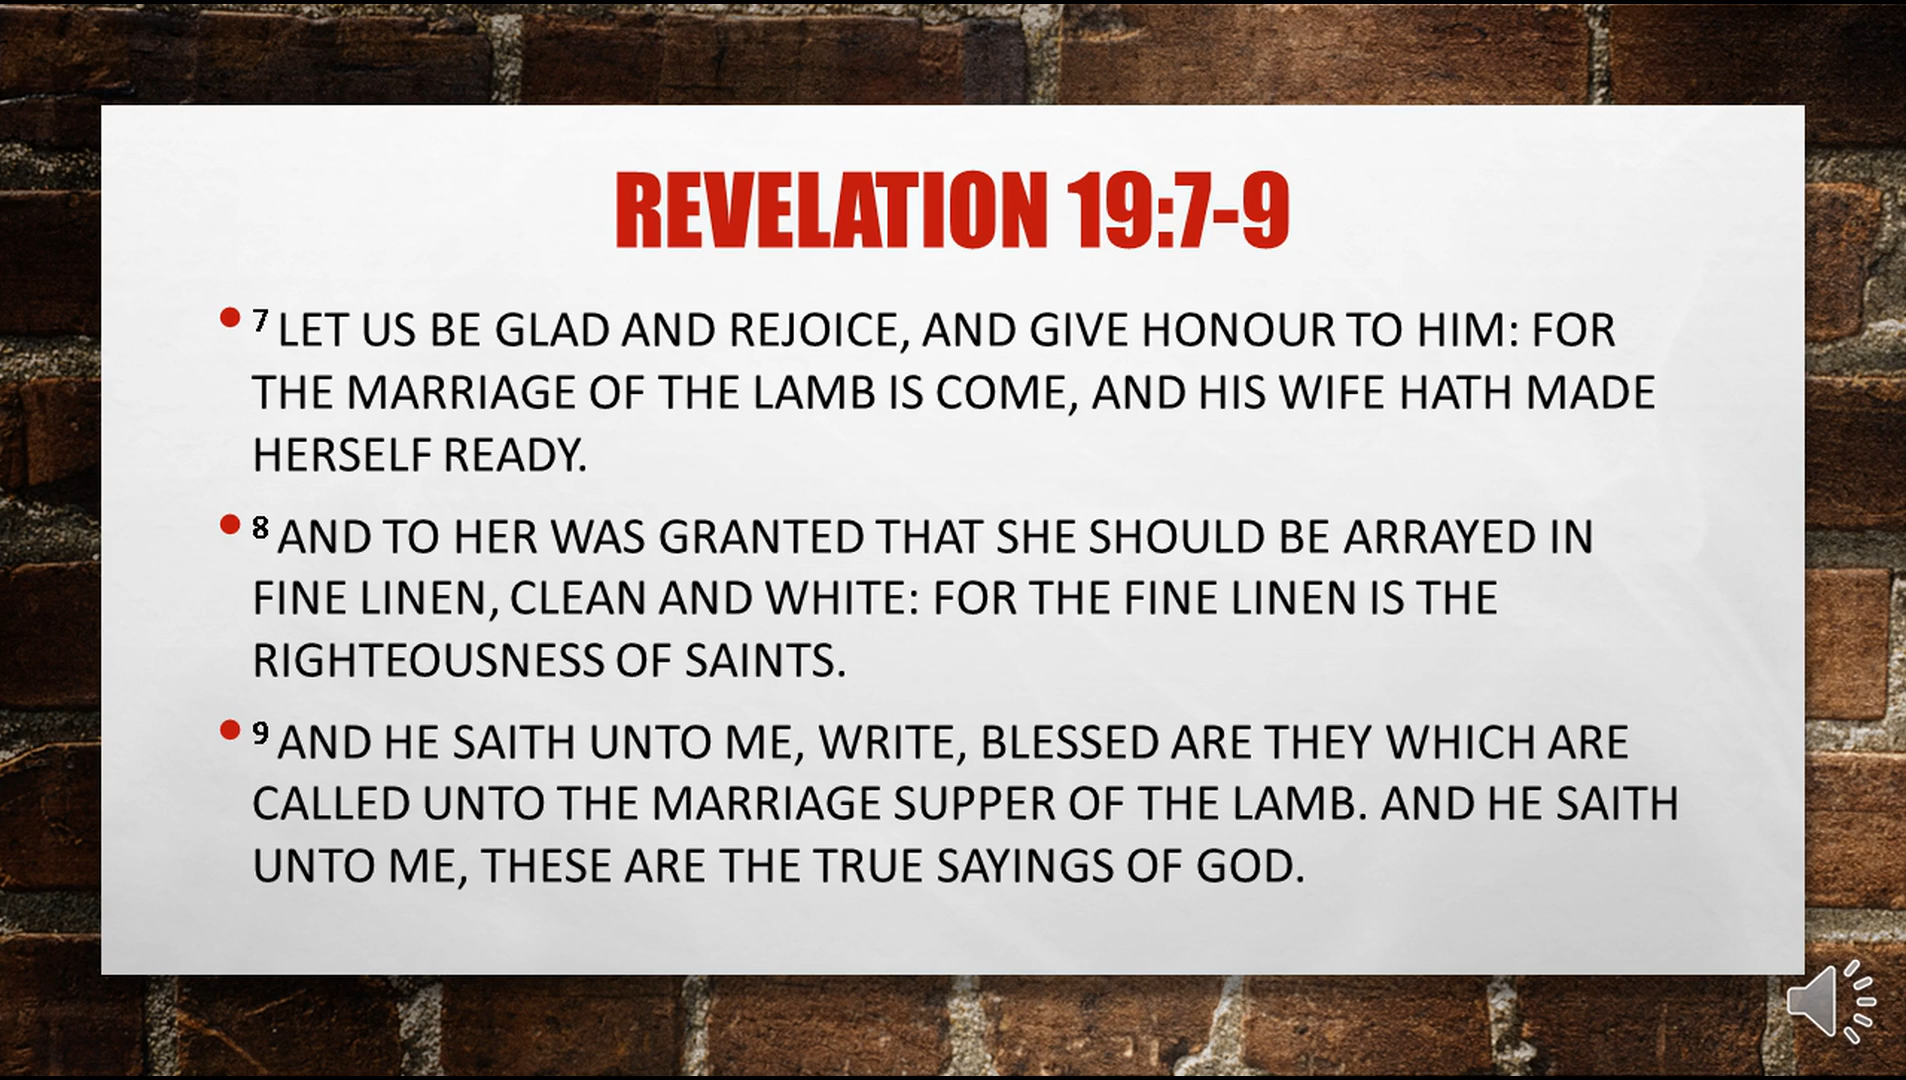 REVELATION 19:7-9
• 7 LET US BE GLAD AND REJOICE, AND GIVE HONOUR TO HIM: FOR
THE MARRIAGE OF THE LAMB IS COME, AND HIS WIFE HATH MADE
HERSELF READY.
• 8 AND TO HER WAS GRANTED THAT SHE SHOULD BE ARRAYED IN
FINE LINEN, CLEAN AND WHITE: FOR THE FINE LINEN IS THE
RIGHTEOUSNESS OF SAINTS.
• 9 AND HE SAITH UNTO ME, WRITE, BLESSED ARE THEY WHICH ARE
CALLED UNTO THE MARRIAGE SUPPER OF THE LAMB. AND HE SAITH
UNTO ME, THESE ARE THE TRUE SAYINGS OF GOD.